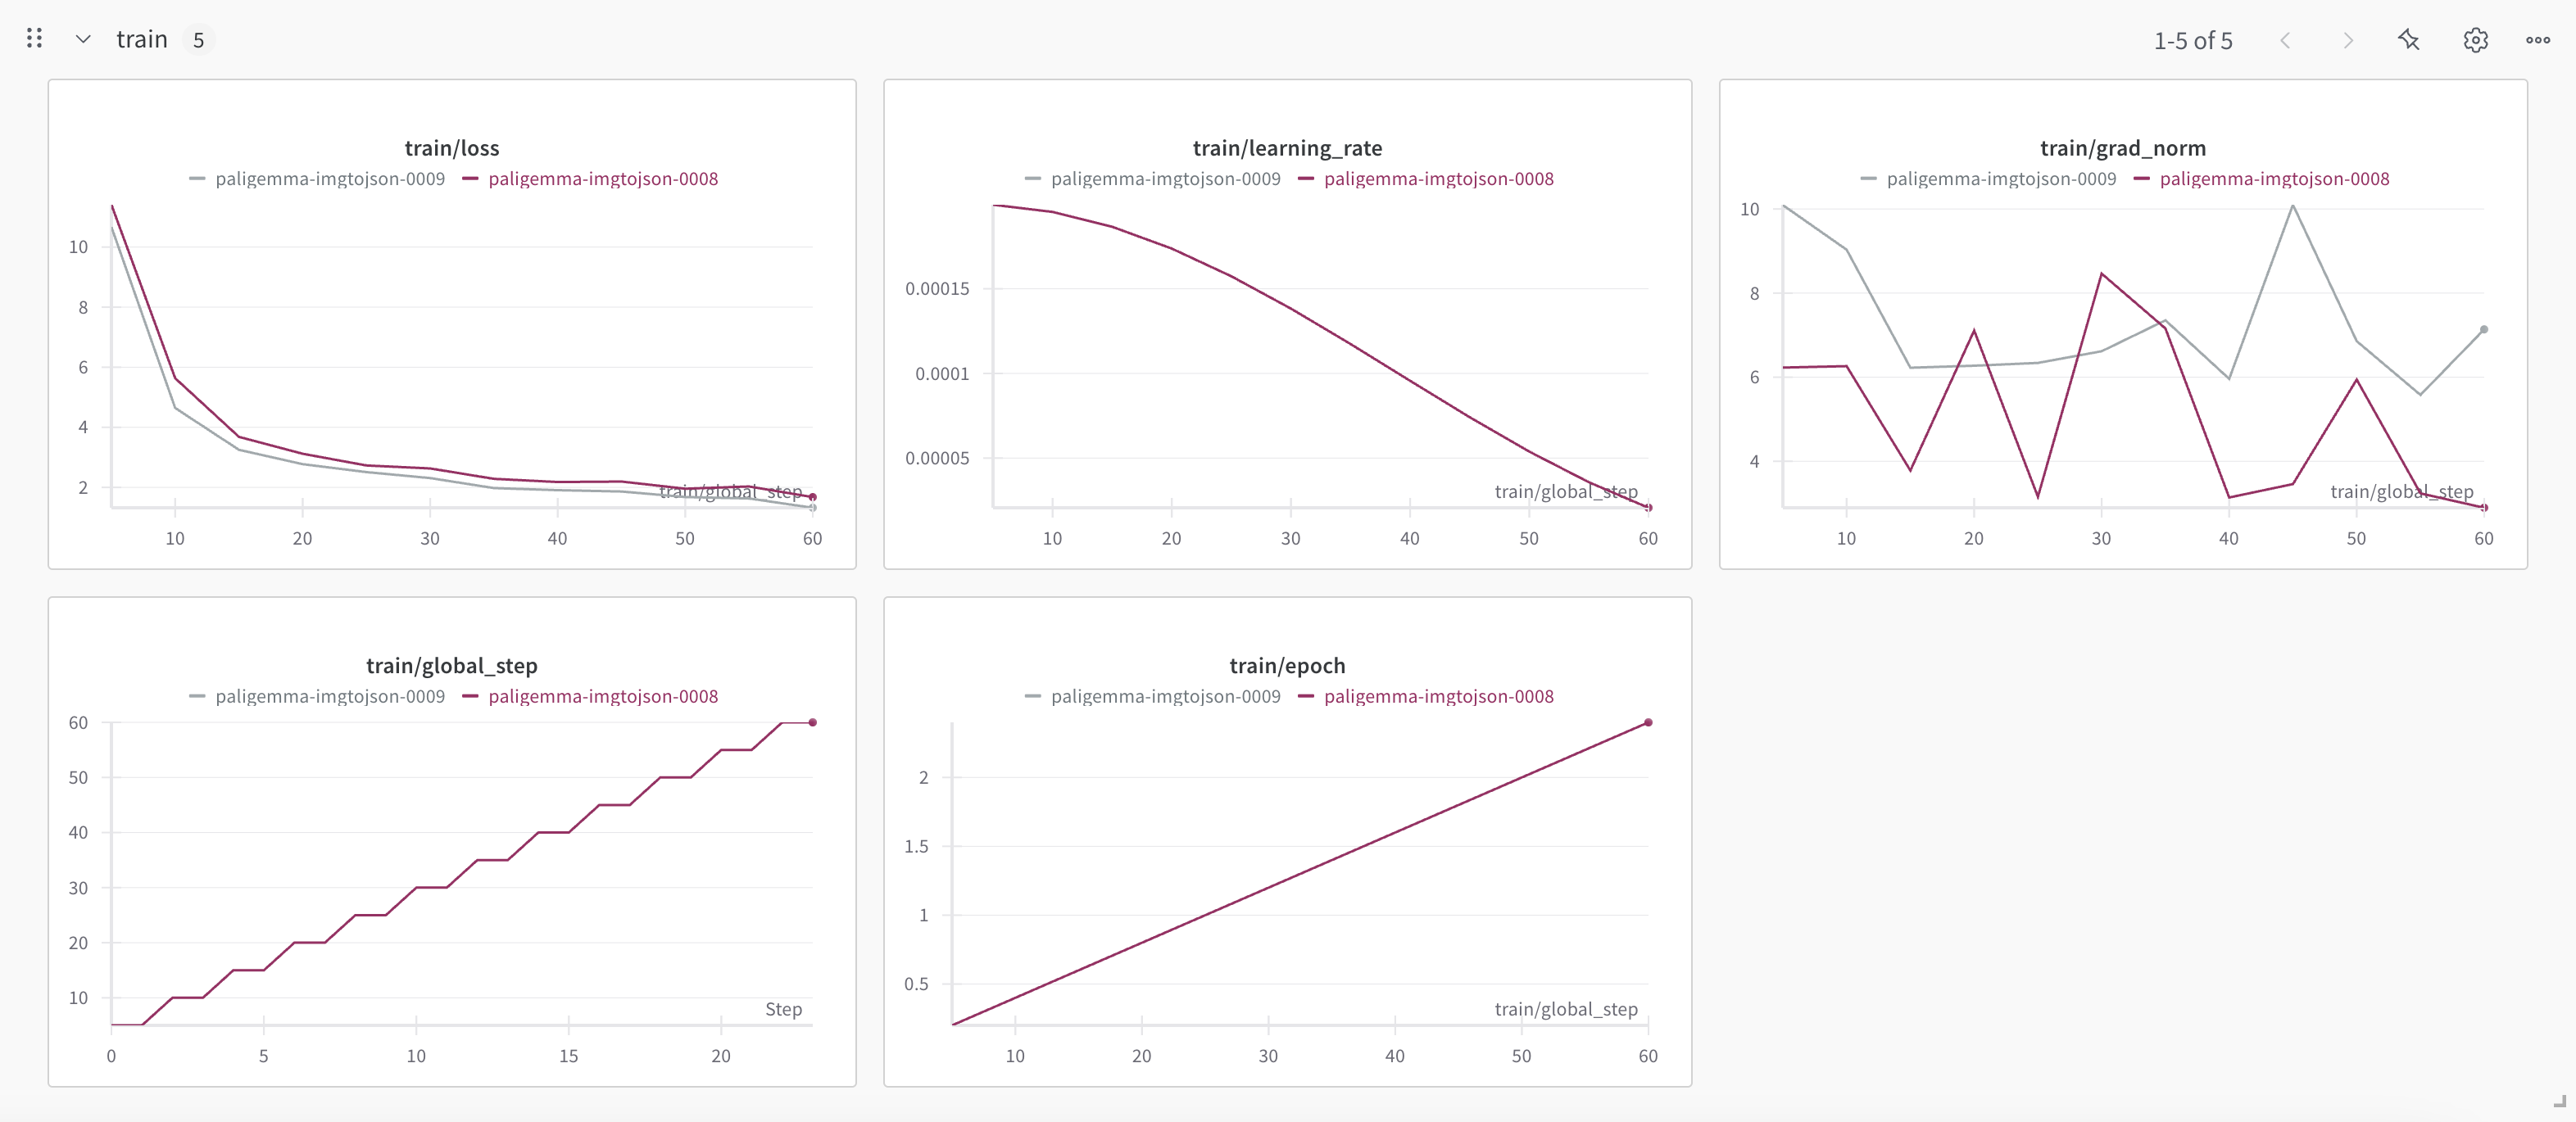 train 5
1-5 of 5
train/loss
paligemma-imgtojson-0009 paligemma-imgtojson-0008
10
8
6
4
2
train/global_step
10 20 30 40 50 60
train/learning_rate
paligemma-imgtojson-0009 paligemma-imgtojson-0008
0.00015
0.0001
0.00005
train/global_step
10 20 30 40 50 60
train/grad_norm
paligemma-imgtojson-0009 paligemma-imgtojson-0008
10
8
6
4
train/global_step
10 20 30 40 50 60
train/global_step
paligemma-imgtojson-0009 paligemma-imgtojson-0008
60
50
40
30
20
10
Step
0 5 10 15 20
train/epoch
paligemma-imgtojson-0009 paligemma-imgtojson-0008
2
1.5
1
0.5
train/global_step
10 20 30 40 50 60